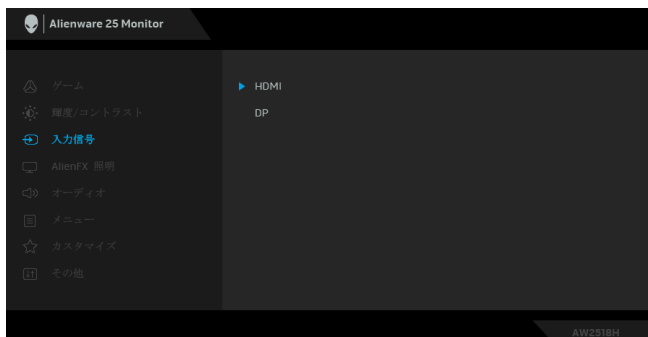 Alienware 25 Monitor
ゲーム
輝度/コントラスト
入力信号
AlienFX 照明
オーディオ
メニュー
カスタマイズ
その他
HDMI
DP
AW2518H